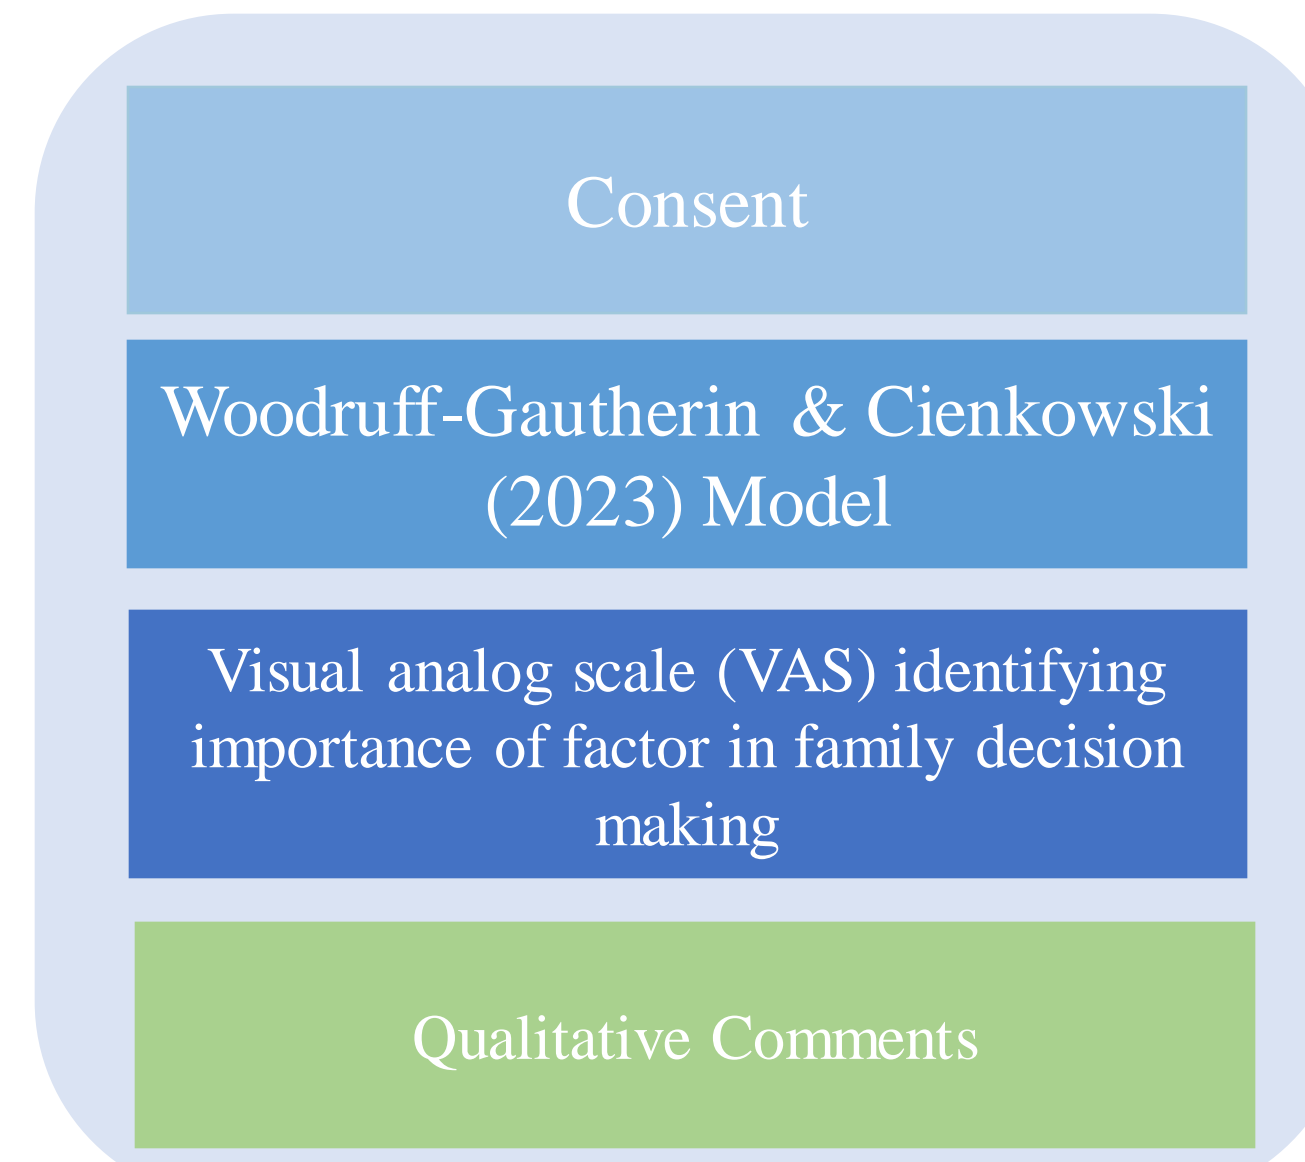 Consent
Woodruff-Gautherin & Cienkowski
(2023) Model
Visual analog scale (VAS) identifying
importance of factor in family decision
making
Qualitative Comments